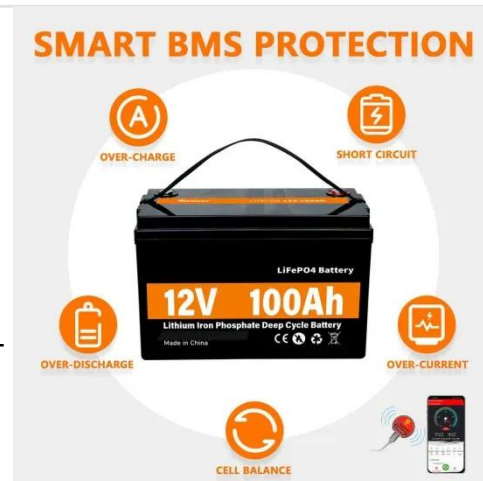 SMART BMS PROTECTION
A
OVER-CHARGE
SHORT CIRCUIT
LiFePO4 Battery
12V 100Ah
Lithium Iron Phosphate Deep Cycle Battery
Made in China
CE
OVER-DISCHARGE
OVER-CURRENT
CELL BALANCE